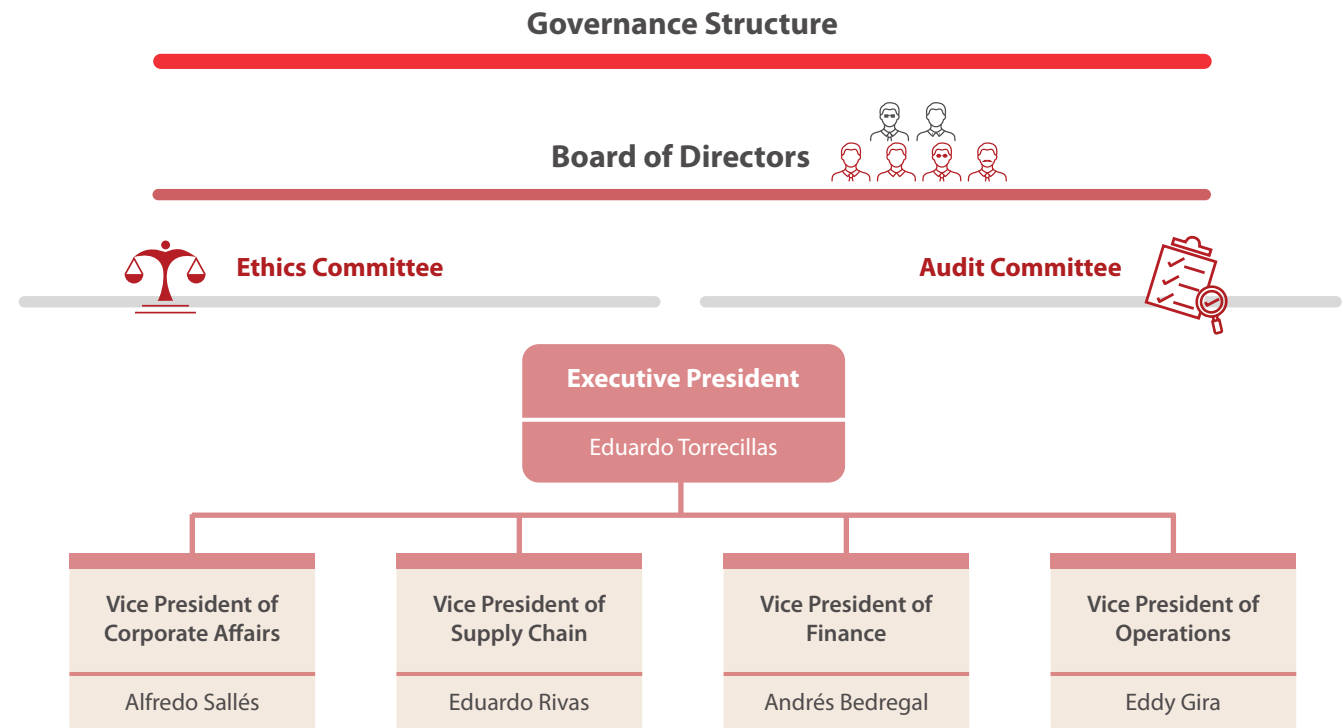 Governance Structure
Board of Directors
Ethics Committee
Audit Committee
Executive President
Eduardo Torrecillas
Vice President of
Corporate Affairs
Alfredo Sallés
Vice President of
Supply Chain
Eduardo Rivas
Vice President of
Finance
Andrés Bedregal
Vice President of
Operations
Eddy Gira